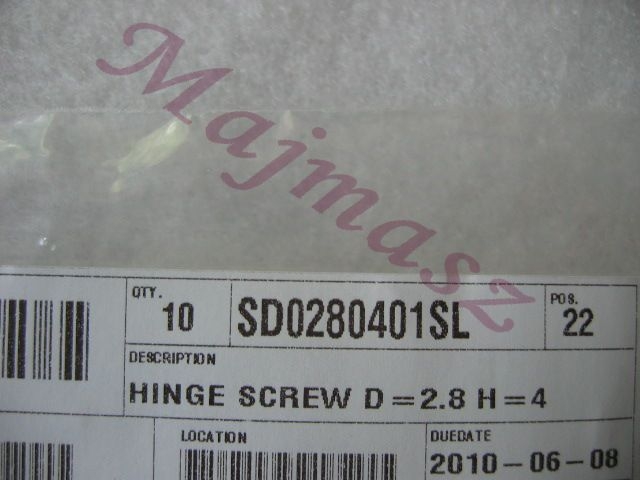 Majmasz
QTY.
10
SD0280401SL
POS.
22
DESCRIPTION
HINGE SCREW D=2.8 H=4
LOCATION
DUEDATE
2010-06-08